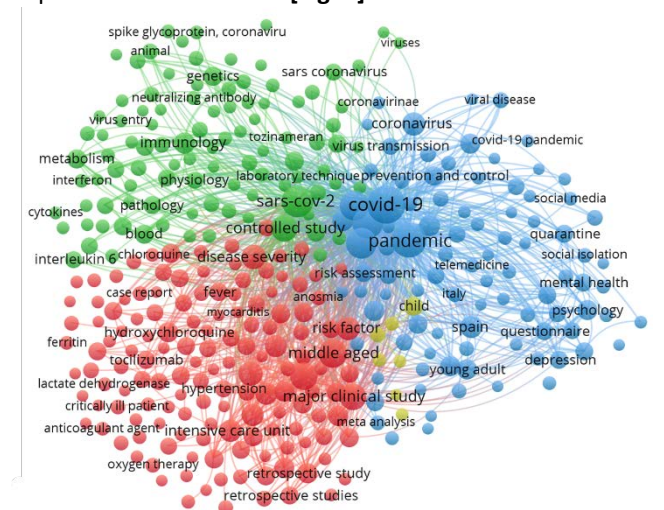 spike glycoprotein, coronaviru
animal
viruses
genetics
sars coronavirus
neutralizing antibody
coronavirinae
viral disease
virus entry
coronavirus
immunology
tozinameran
virus transmission
covid-19 pandemic
metabolism
interferon
physiology
laboratory technique
prevention and control
cytokines
pathology
sars-cov-2
covid-19
social media
blood
controlled study
pandemic
quarantine
interleukin 6
chloroquine
disease severity
telemedicine
social isolation
case report
fever
risk assessment
mental health
myocarditis
anosmia
child
italy
psychology
ferritin
hydroxychloroquine
risk factor
spain
questionnaire
tocilizumab
middle aged
depression
lactate dehydrogenase
hypertension
young adult
critically ill patient
major clinical study
anticoagulant agent
intensive care unit
meta analysis
oxygen therapy
retrospective study
retrospective studies